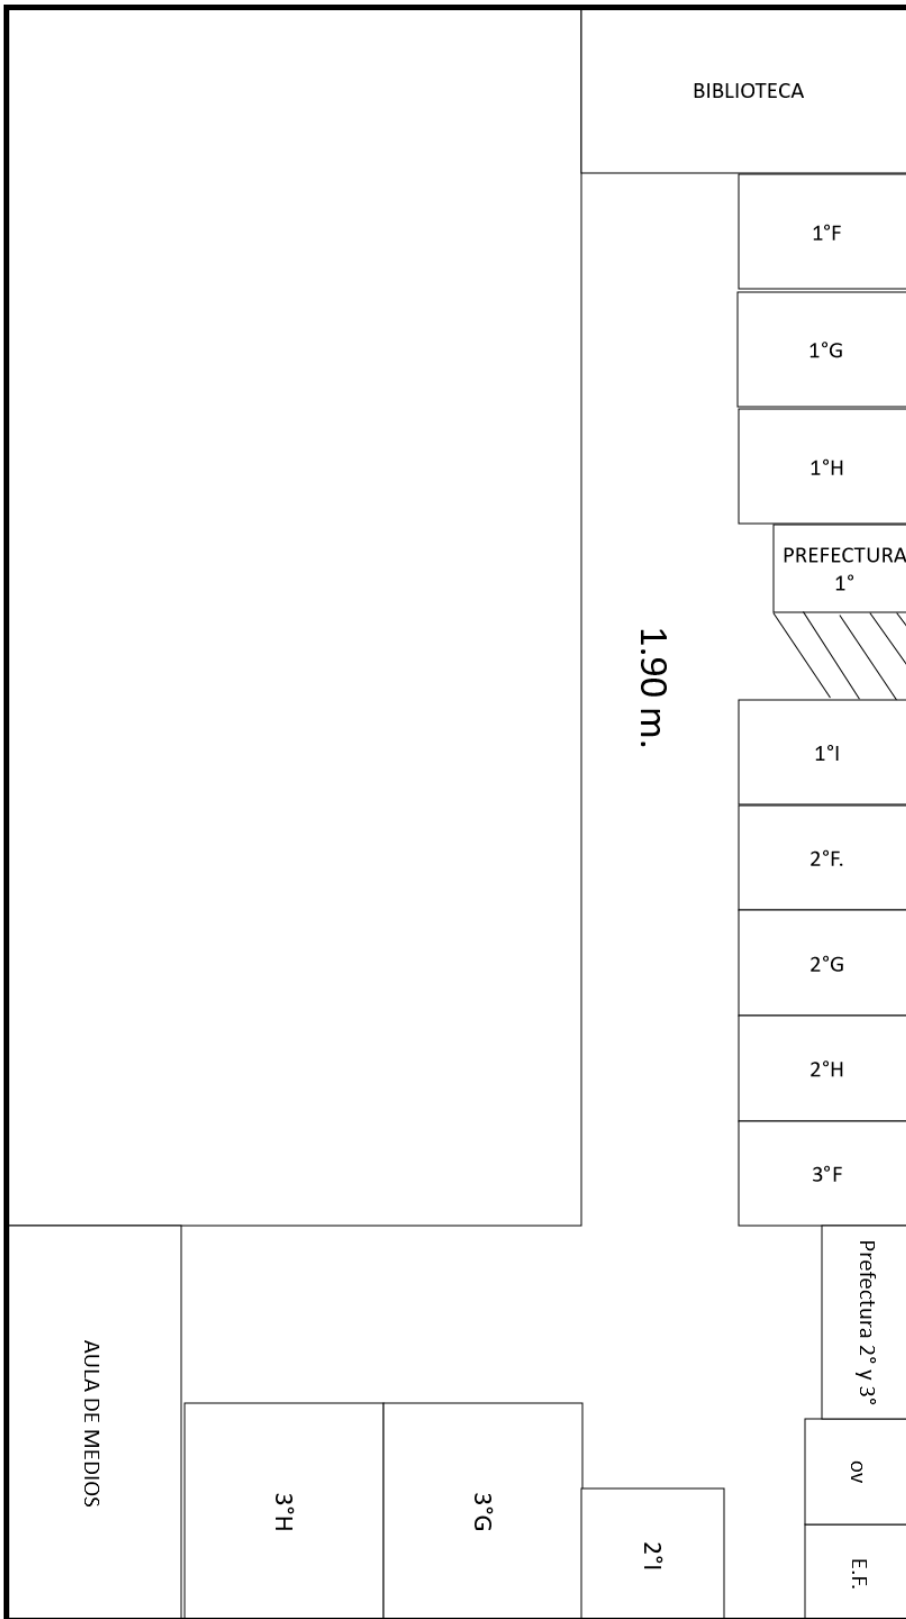 BIBLIOTECA
1°F
1°G
1°H
PREFECTURA
1°
1.90 m.
1°I
2°F.
2°G
2°H
3°F
Prefectura 2° y 3°
AULA DE MEDIOS
3°H
3°G
2°I
OV
E.F.